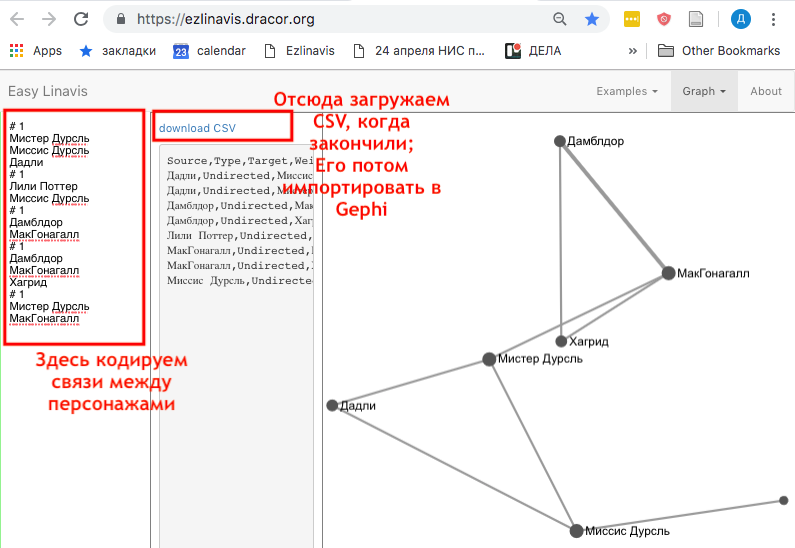 https://ezlinavis.dracor.org
Д
Apps
закладки
23
calendar
Ezlinavis
24 апреля НИС п...
ДЕЛА
»
Other Bookmarks
Easy Linavis
Examples
Graph
About
# 1
Мистер Дурсль
Миссис Дурсль
Дадли
# 1
Лили Поттер
Миссис Дурсль
# 1
Дамблдор
МакГонагалл
# 1
Дамблдор
МакГонагалл
Хагрид
# 1
Мистер Дурсль
МакГонагалл
Здесь кодируем
связи между
персонажами
download CSV
Отсюда загружаем
CSV, когда
закончили;
Его потом
импортировать в
Gephi
Source,Type,Target,Wei
Дадли,Undirected,Миссис
Дадли,Undirected,
Дамблдор,Undirected,Мак
Дамблдор,Undirected,Хаг
Лили Поттер,Undirected,
МакГонагалл,Undirected,
МакГонагалл,Undirected,
Миссис Дурсль,Undirected
Дамблдор
МакГонагалл
Хагрид
Мистер Дурсль
Дадли
Миссис Дурсль